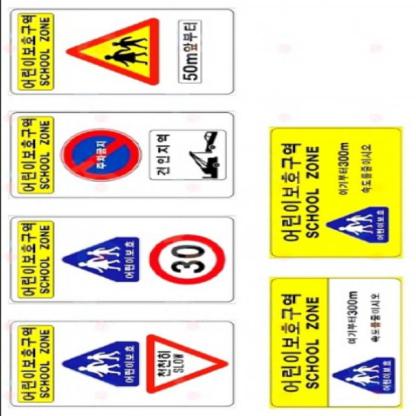 어린이보호구역
SCHOOL ZONE
50m앞부터
어린이보호구역
SCHOOL ZONE
주차금지
견인지역
어린이보호구역
SCHOOL ZONE
어린이보호
30
어린이보호구역
SCHOOL ZONE
어린이보호
천천히
SLOW
어린이보호구역
SCHOOL ZONE
여기부터300m
속도를줄이시오
어린이보호
어린이보호구역
SCHOOL ZONE
여기부터300m
속도를줄이시오
어린이보호